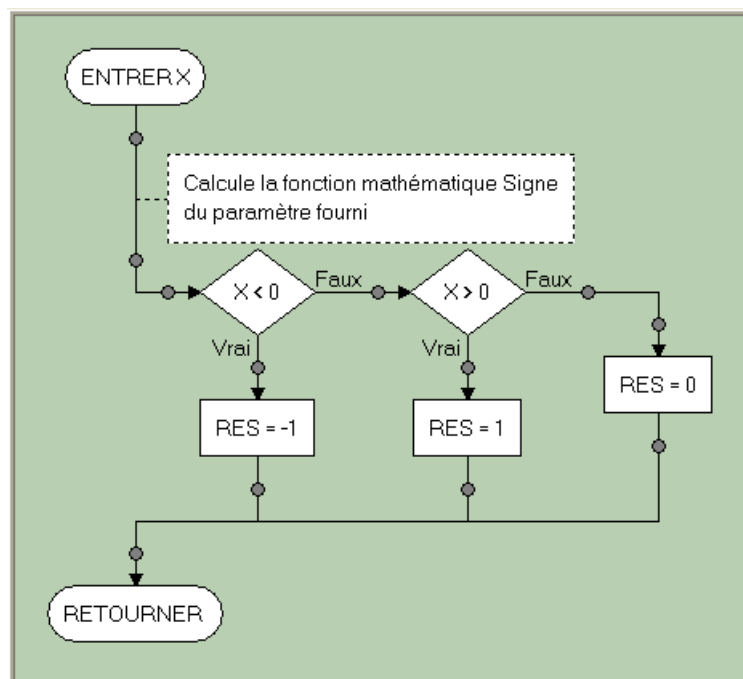 ENTRER X
Calcule la fonction mathématique Signe
du paramètre fourni
X < 0
Faux
X > 0
Faux
Vrai
Vrai
RES = 0
RES = -1
RES = 1
RETOURNER